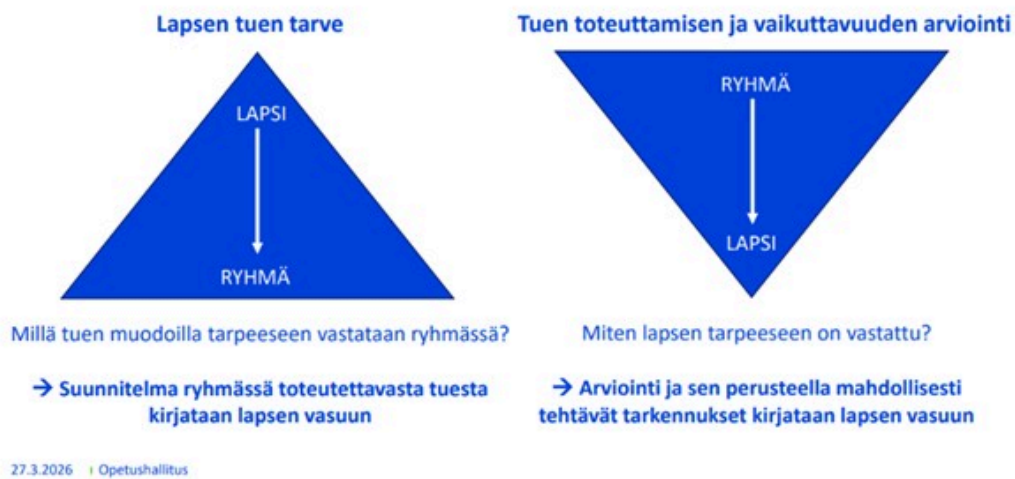 Lapsen tuen tarve
LAPSI
RYHMÄ
Millä tuen muodoilla tarpeeseen vastataan ryhmässä?
→ Suunnitelma ryhmässä toteutettavasta tuesta
kirjataan lapsen vasuun
Tuen toteuttamisen ja vaikuttavuuden arviointi
RYHMÄ
LAPSI
Miten lapsen tarpeeseen on vastattu?
→ Arviointi ja sen perusteella mahdollisesti
tehtävät tarkennukset kirjataan lapsen vasuun
27.3.2026 | Opetushallitus